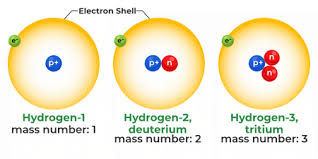 Electron Shell
e⁻ p+
e⁻ p+ n
e⁻ p+ n n
Hydrogen-1
mass number: 1
Hydrogen-2,
deuterium
mass number: 2
Hydrogen-3,
tritium
mass number: 3